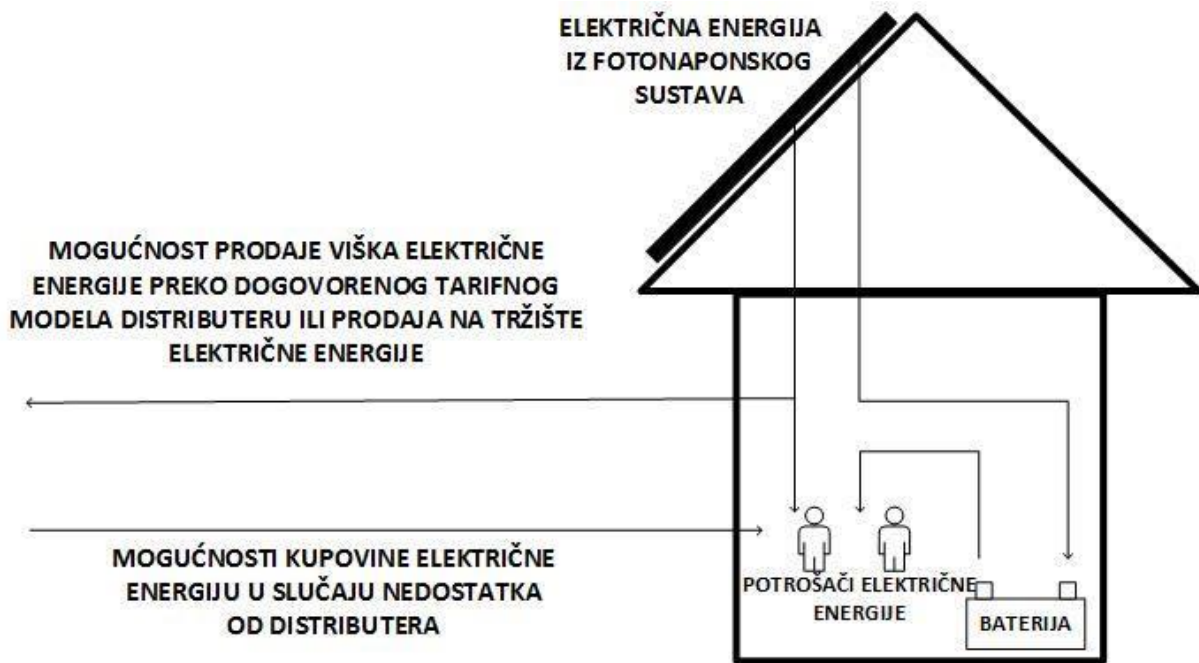 ELEKTRIČNA ENERGIJA
IZ FOTONAPONSKOG
SUSTAVA
MOGUĆNOST PRODAJE VIŠKA ELEKTRIČNE
ENERGIJE PREKO DOGOVORENOG TARIFNOG
MODELA DISTRIBUTERU ILI PRODAJA NA TRŽIŠTE
ELEKTRIČNE ENERGIJE
MOGUĆNOSTI KUPOVINE ELEKTRIČNE
ENERGIJU U SLUČAJU NEDOSTATKA
OD DISTRIBUTERA
POTROŠAČI ELEKTRIČNE
ENERGIJE
BATERIJA